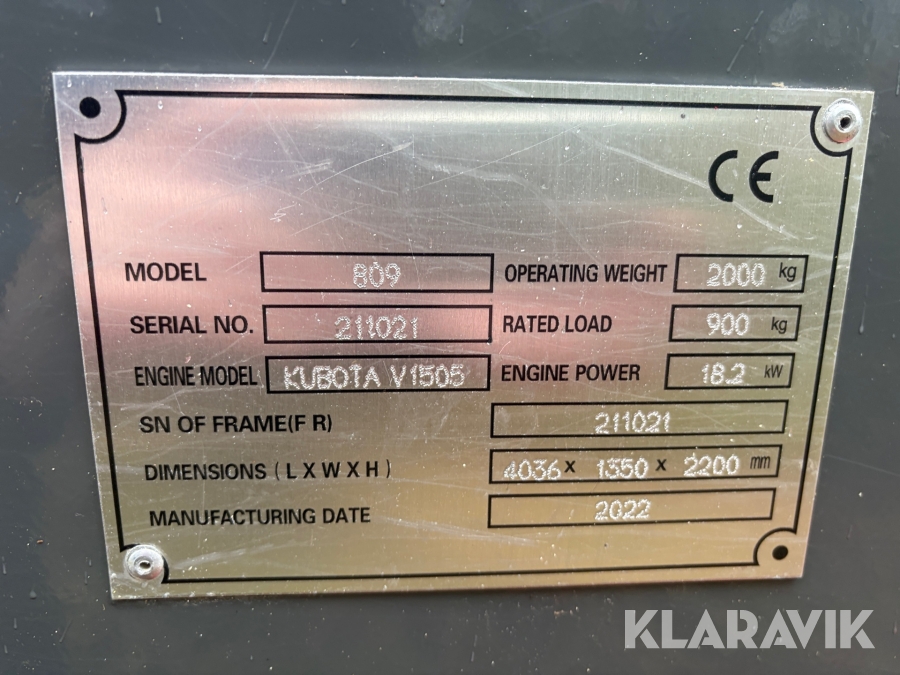 CE
MODEL 809 OPERATING WEIGHT 2000 kg
SERIAL NO. 211021 RATED LOAD 900 kg
ENGINE MODEL KUBOTA V1505 ENGINE POWER 18.2 kW
SN OF FRAME(F R) 211021
DIMENSIONS (L X W X H) 4036 x 1350 x 2200 mm
MANUFACTURING DATE 2022
KLARAVIK